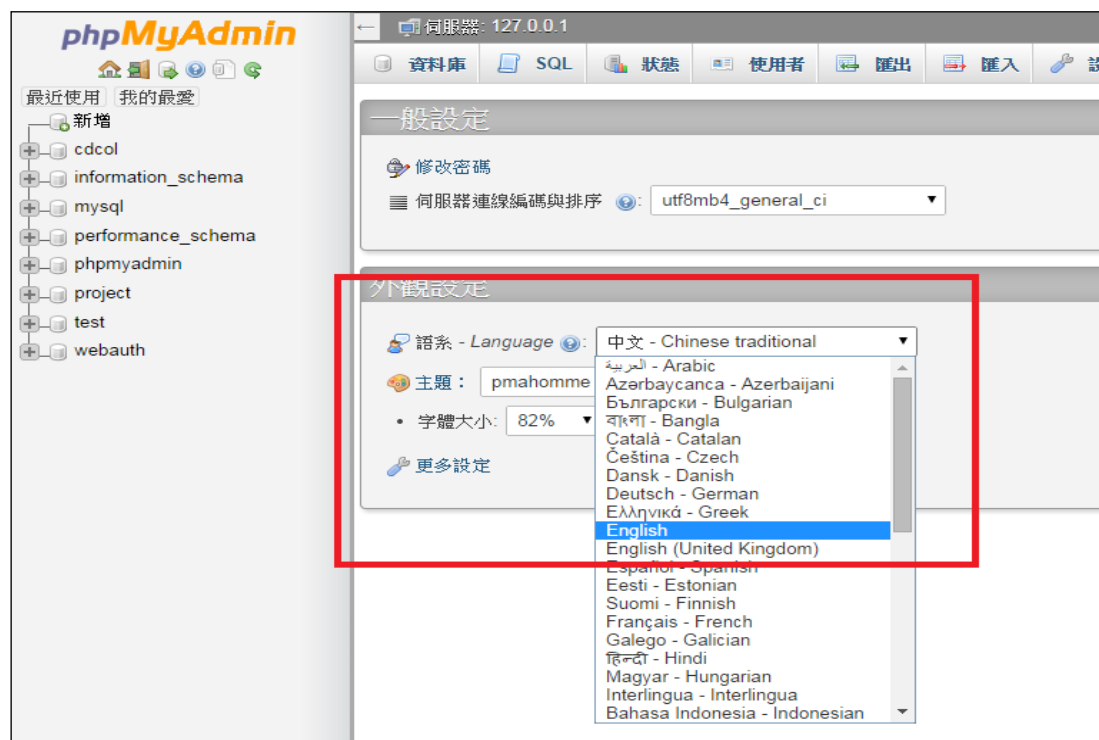 phpMyAdmin
最近使用 我的最愛
新增
cdcol
information_schema
mysql
performance_schema
phpmyadmin
project
test
webauth
← 伺服器: 127.0.0.1
資料庫 SQL 狀態 使用者 匯出 匯入
一般設定
修改密碼
伺服器連線編碼與排序 : utf8mb4_general_ci
外觀設定
語系 - Language : 中文 - Chinese traditional
主題： pmahomme
• 字體大小: 82%
更多設定
العربية - Arabic
Azərbaycanca - Azerbaijani
Български - Bulgarian
বাংলা - Bangla
Català - Catalan
Čeština - Czech
Dansk - Danish
Deutsch - German
Ελληνικά - Greek
English
English (United Kingdom)
Español - Spanish
Eesti - Estonian
Suomi - Finnish
Français - French
Galego - Galician
हिन्दी - Hindi
Magyar - Hungarian
Interlingua - Interlingua
Bahasa Indonesia - Indonesian